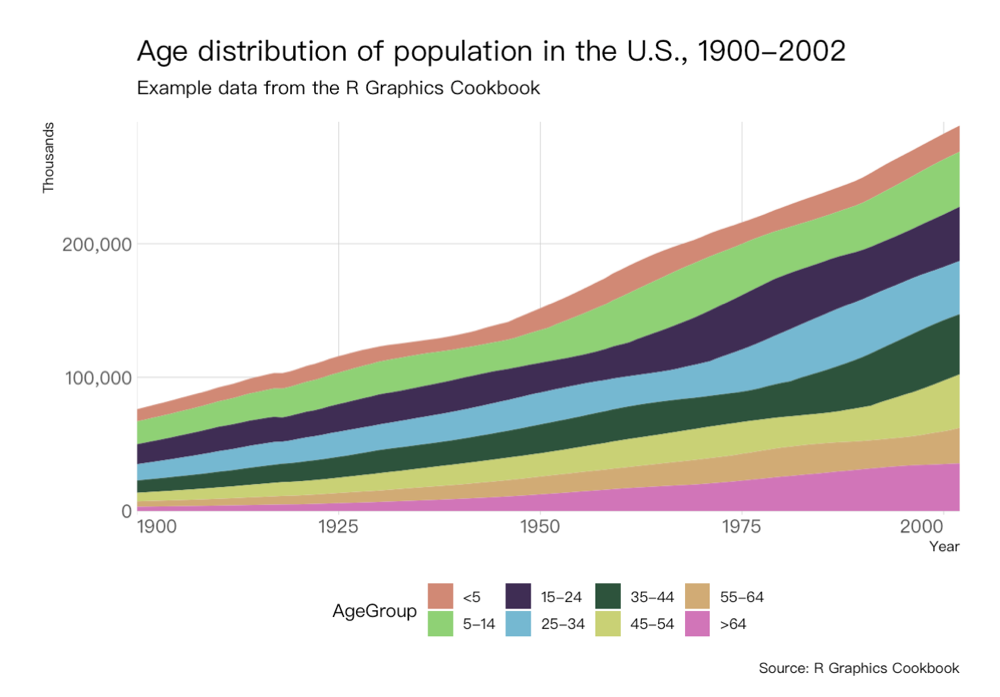 Age distribution of population in the U.S., 1900–2002
Example data from the R Graphics Cookbook
Thousands
200,000
100,000
0
1900 1925 1950 1975 2000
Year
AgeGroup
<5 15–24 35–44 55–64
5–14 25–34 45–54 >64
Source: R Graphics Cookbook